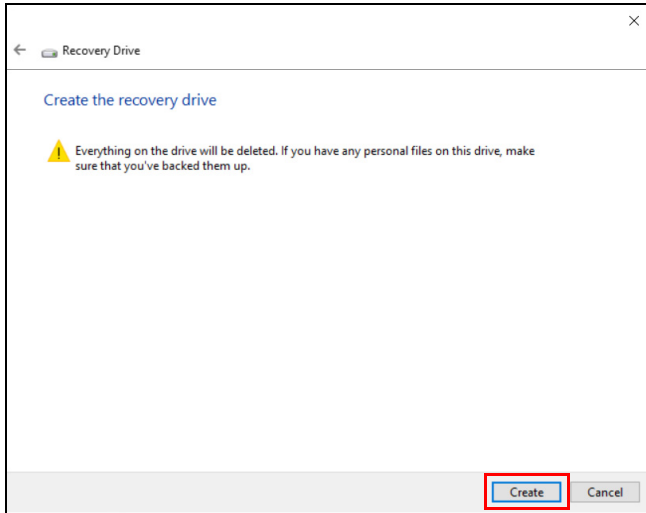 Recovery Drive
Create the recovery drive
Everything on the drive will be deleted. If you have any personal files on this drive, make
sure that you've backed them up.
Create Cancel